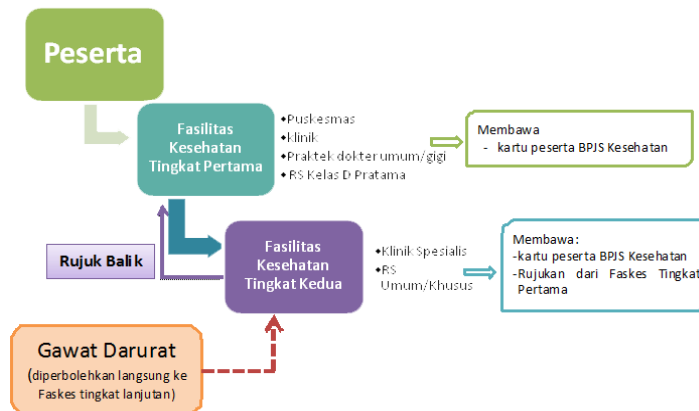 Peserta
Fasilitas
Kesehatan
Tingkat Pertama
◆Puskesmas
◆klinik
◆Praktek dokter umum/gigi
◆RS Kelas D Pratama
Membawa
- kartu peserta BPJS Kesehatan
Rujuk Balik
Fasilitas
Kesehatan
Tingkat Kedua
◆Klinik Spesialis
◆RS
Umum/Khusus
Membawa:
-kartu peserta BPJS Kesehatan
-Rujukan dari Faskes Tingkat
Pertama
Gawat Darurat
(diperbolehkan langsung ke
Faskes tingkat lanjutan)